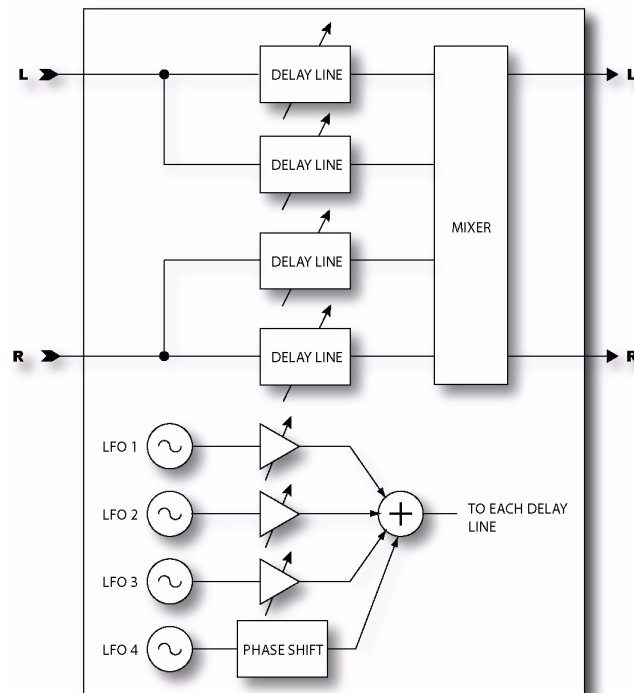 L
DELAY LINE
L
DELAY LINE
MIXER
DELAY LINE
R
DELAY LINE
R
LFO 1
LFO 2
TO EACH DELAY
LINE
LFO 3
LFO 4
PHASE SHIFT